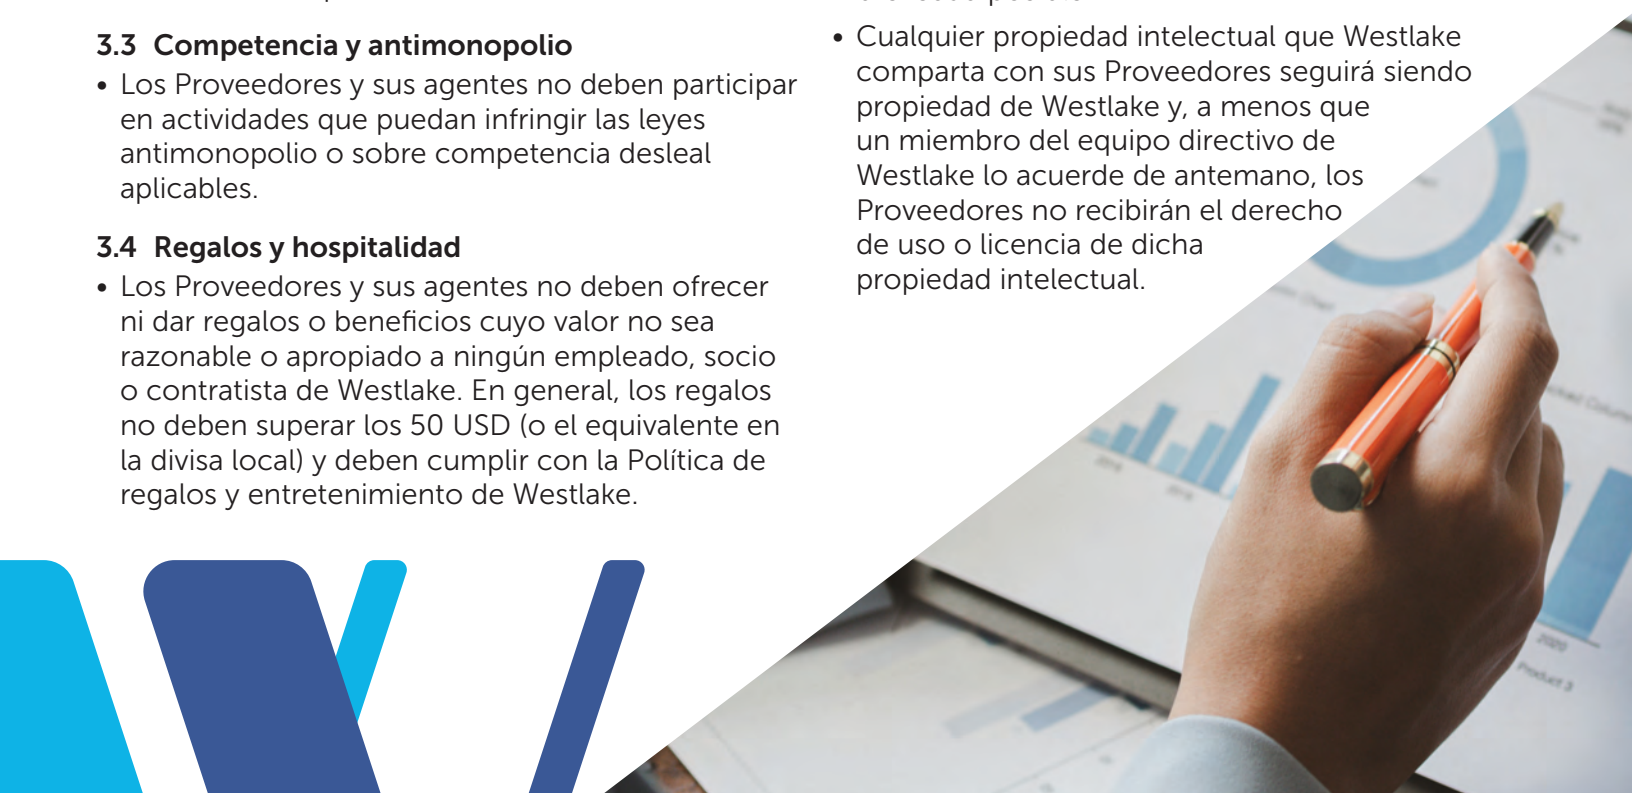 3.3 Competencia y antimonopolio
• Los Proveedores y sus agentes no deben participar
en actividades que puedan infringir las leyes
antimonopolio o sobre competencia desleal
aplicables.
3.4 Regalos y hospitalidad
• Los Proveedores y sus agentes no deben ofrecer
ni dar regalos o beneficios cuyo valor no sea
razonable o apropiado a ningún empleado, socio
o contratista de Westlake. En general, los regalos
no deben superar los 50 USD (o el equivalente en
la divisa local) y deben cumplir con la Política de
regalos y entretenimiento de Westlake.
• Cualquier propiedad intelectual que Westlake
comparta con sus Proveedores seguirá siendo
propiedad de Westlake y, a menos que
un miembro del equipo directivo de
Westlake lo acuerde de antemano, los
Proveedores no recibirán el derecho
de uso o licencia de dicha
propiedad intelectual.
2020
Product 3